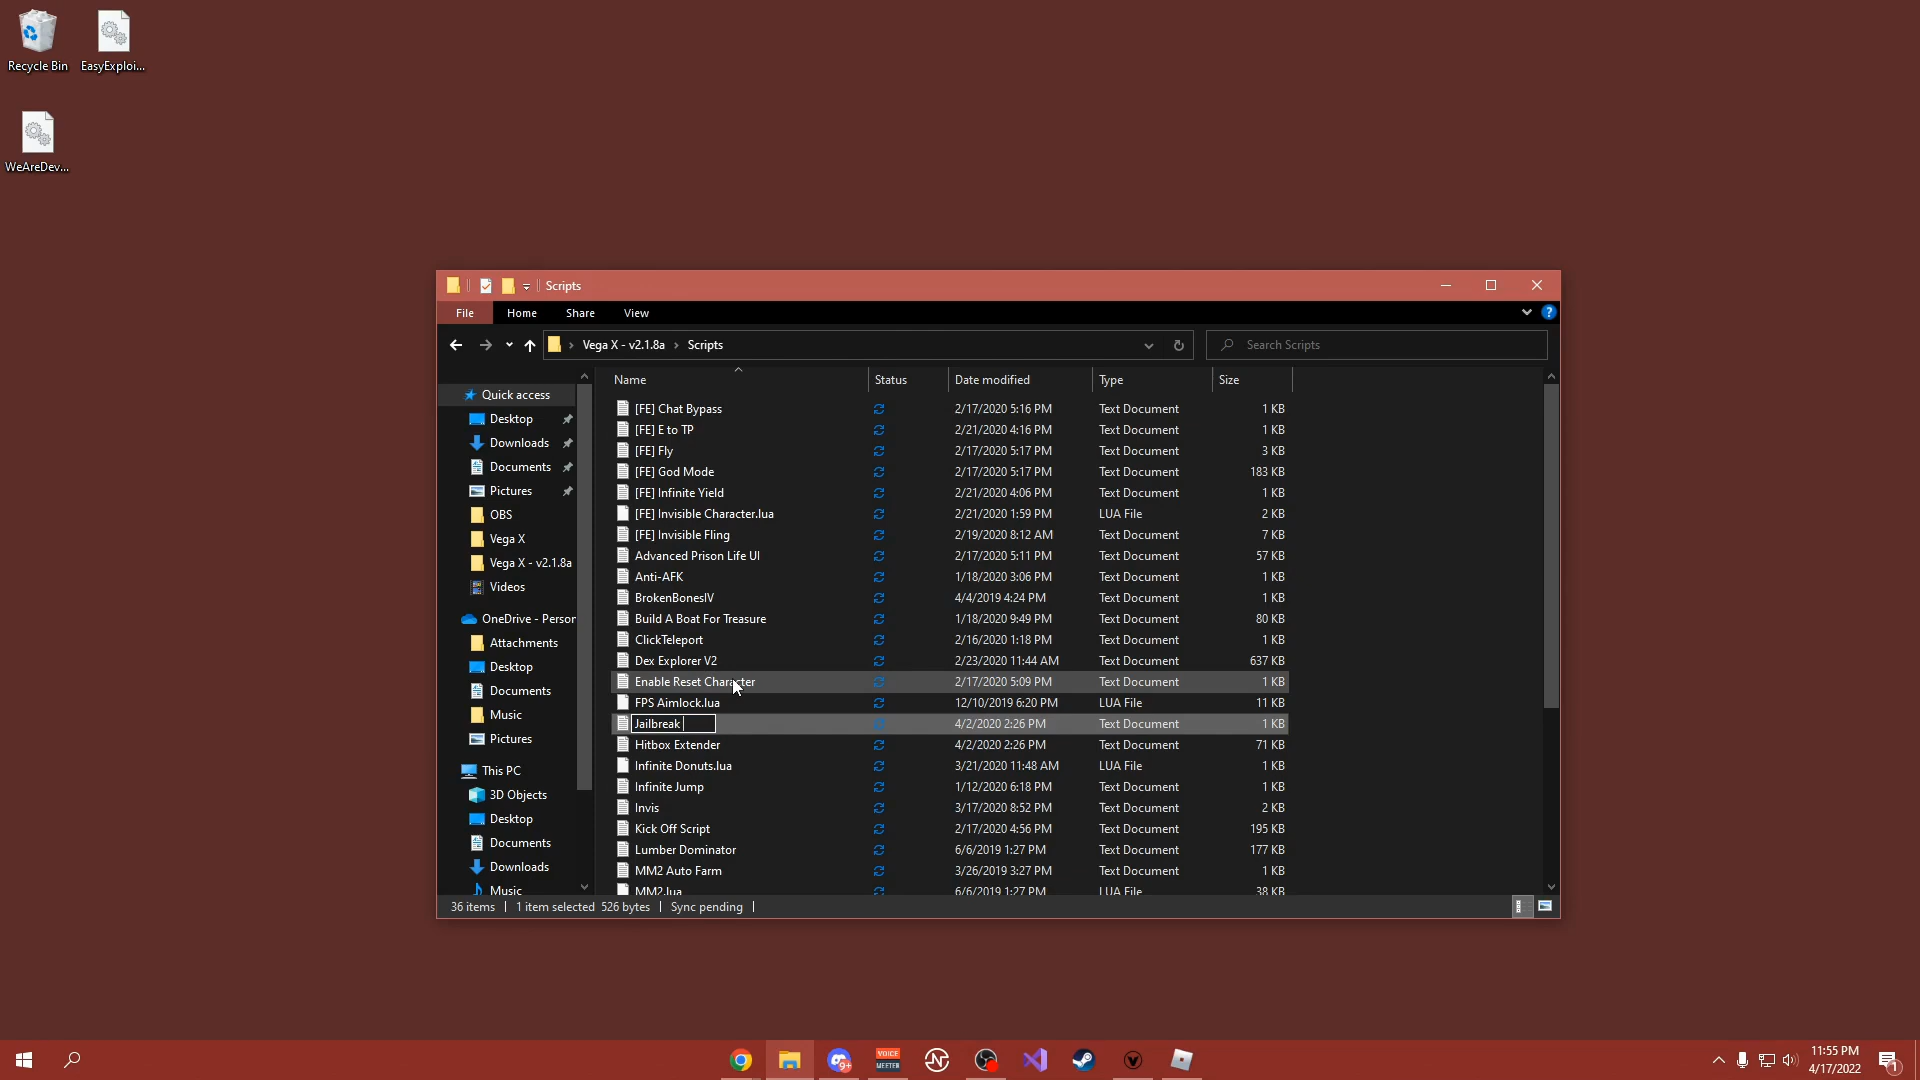 Recycle Bin
EasyExploi...
WeAreDev...
Scripts
File
Home
Share
View
Vega X - v2.1.8a
Scripts
Search Scripts
Name
Status
Date modified
Type
Size
Quick access
Desktop
Downloads
Documents
Pictures
OBS
Vega X
Vega X - v2.1.8a
Videos
OneDrive - Person
Attachments
Desktop
Documents
Music
Pictures
This PC
3D Objects
Desktop
Documents
Downloads
Music
[FE] Chat Bypass 2/17/2020 5:16 PM Text Document 1 KB
[FE] E to TP 2/21/2020 4:16 PM Text Document 1 KB
[FE] Fly 2/17/2020 5:17 PM Text Document 3 KB
[FE] God Mode 2/17/2020 5:17 PM Text Document 183 KB
[FE] Infinite Yield 2/21/2020 4:06 PM Text Document 1 KB
[FE] Invisible Character.lua 2/21/2020 1:59 PM LUA File 2 KB
[FE] Invisible Fling 2/19/2020 8:12 AM Text Document 7 KB
Advanced Prison Life UI 2/17/2020 5:11 PM Text Document 57 KB
Anti-AFK 1/18/2020 3:06 PM Text Document 1 KB
BrokenBonesIV 4/4/2019 4:24 PM Text Document 1 KB
Build A Boat For Treasure 1/18/2020 9:49 PM Text Document 80 KB
ClickTeleport 2/16/2020 1:18 PM Text Document 1 KB
Dex Explorer V2 2/23/2020 11:44 AM Text Document 637 KB
Enable Reset Character 2/17/2020 5:09 PM Text Document 1 KB
FPS Aimlock.lua 12/10/2019 6:20 PM LUA File 11 KB
Jailbreak 4/2/2020 2:26 PM Text Document 1 KB
Hitbox Extender 4/2/2020 2:26 PM Text Document 71 KB
Infinite Donuts.lua 3/21/2020 11:48 AM LUA File 1 KB
Infinite Jump 1/12/2020 6:18 PM Text Document 1 KB
Invis 3/17/2020 8:52 PM Text Document 2 KB
Kick Off Script 2/17/2020 4:56 PM Text Document 195 KB
Lumber Dominator 6/6/2019 1:27 PM Text Document 177 KB
MM2 Auto Farm 3/26/2019 3:27 PM Text Document 1 KB
MM2.lua 6/6/2019 1:27 PM LUA File 38 KB
36 items
1 item selected 526 bytes
Sync pending
9+
VOICE
MEETER
11:55 PM
4/17/2022
1